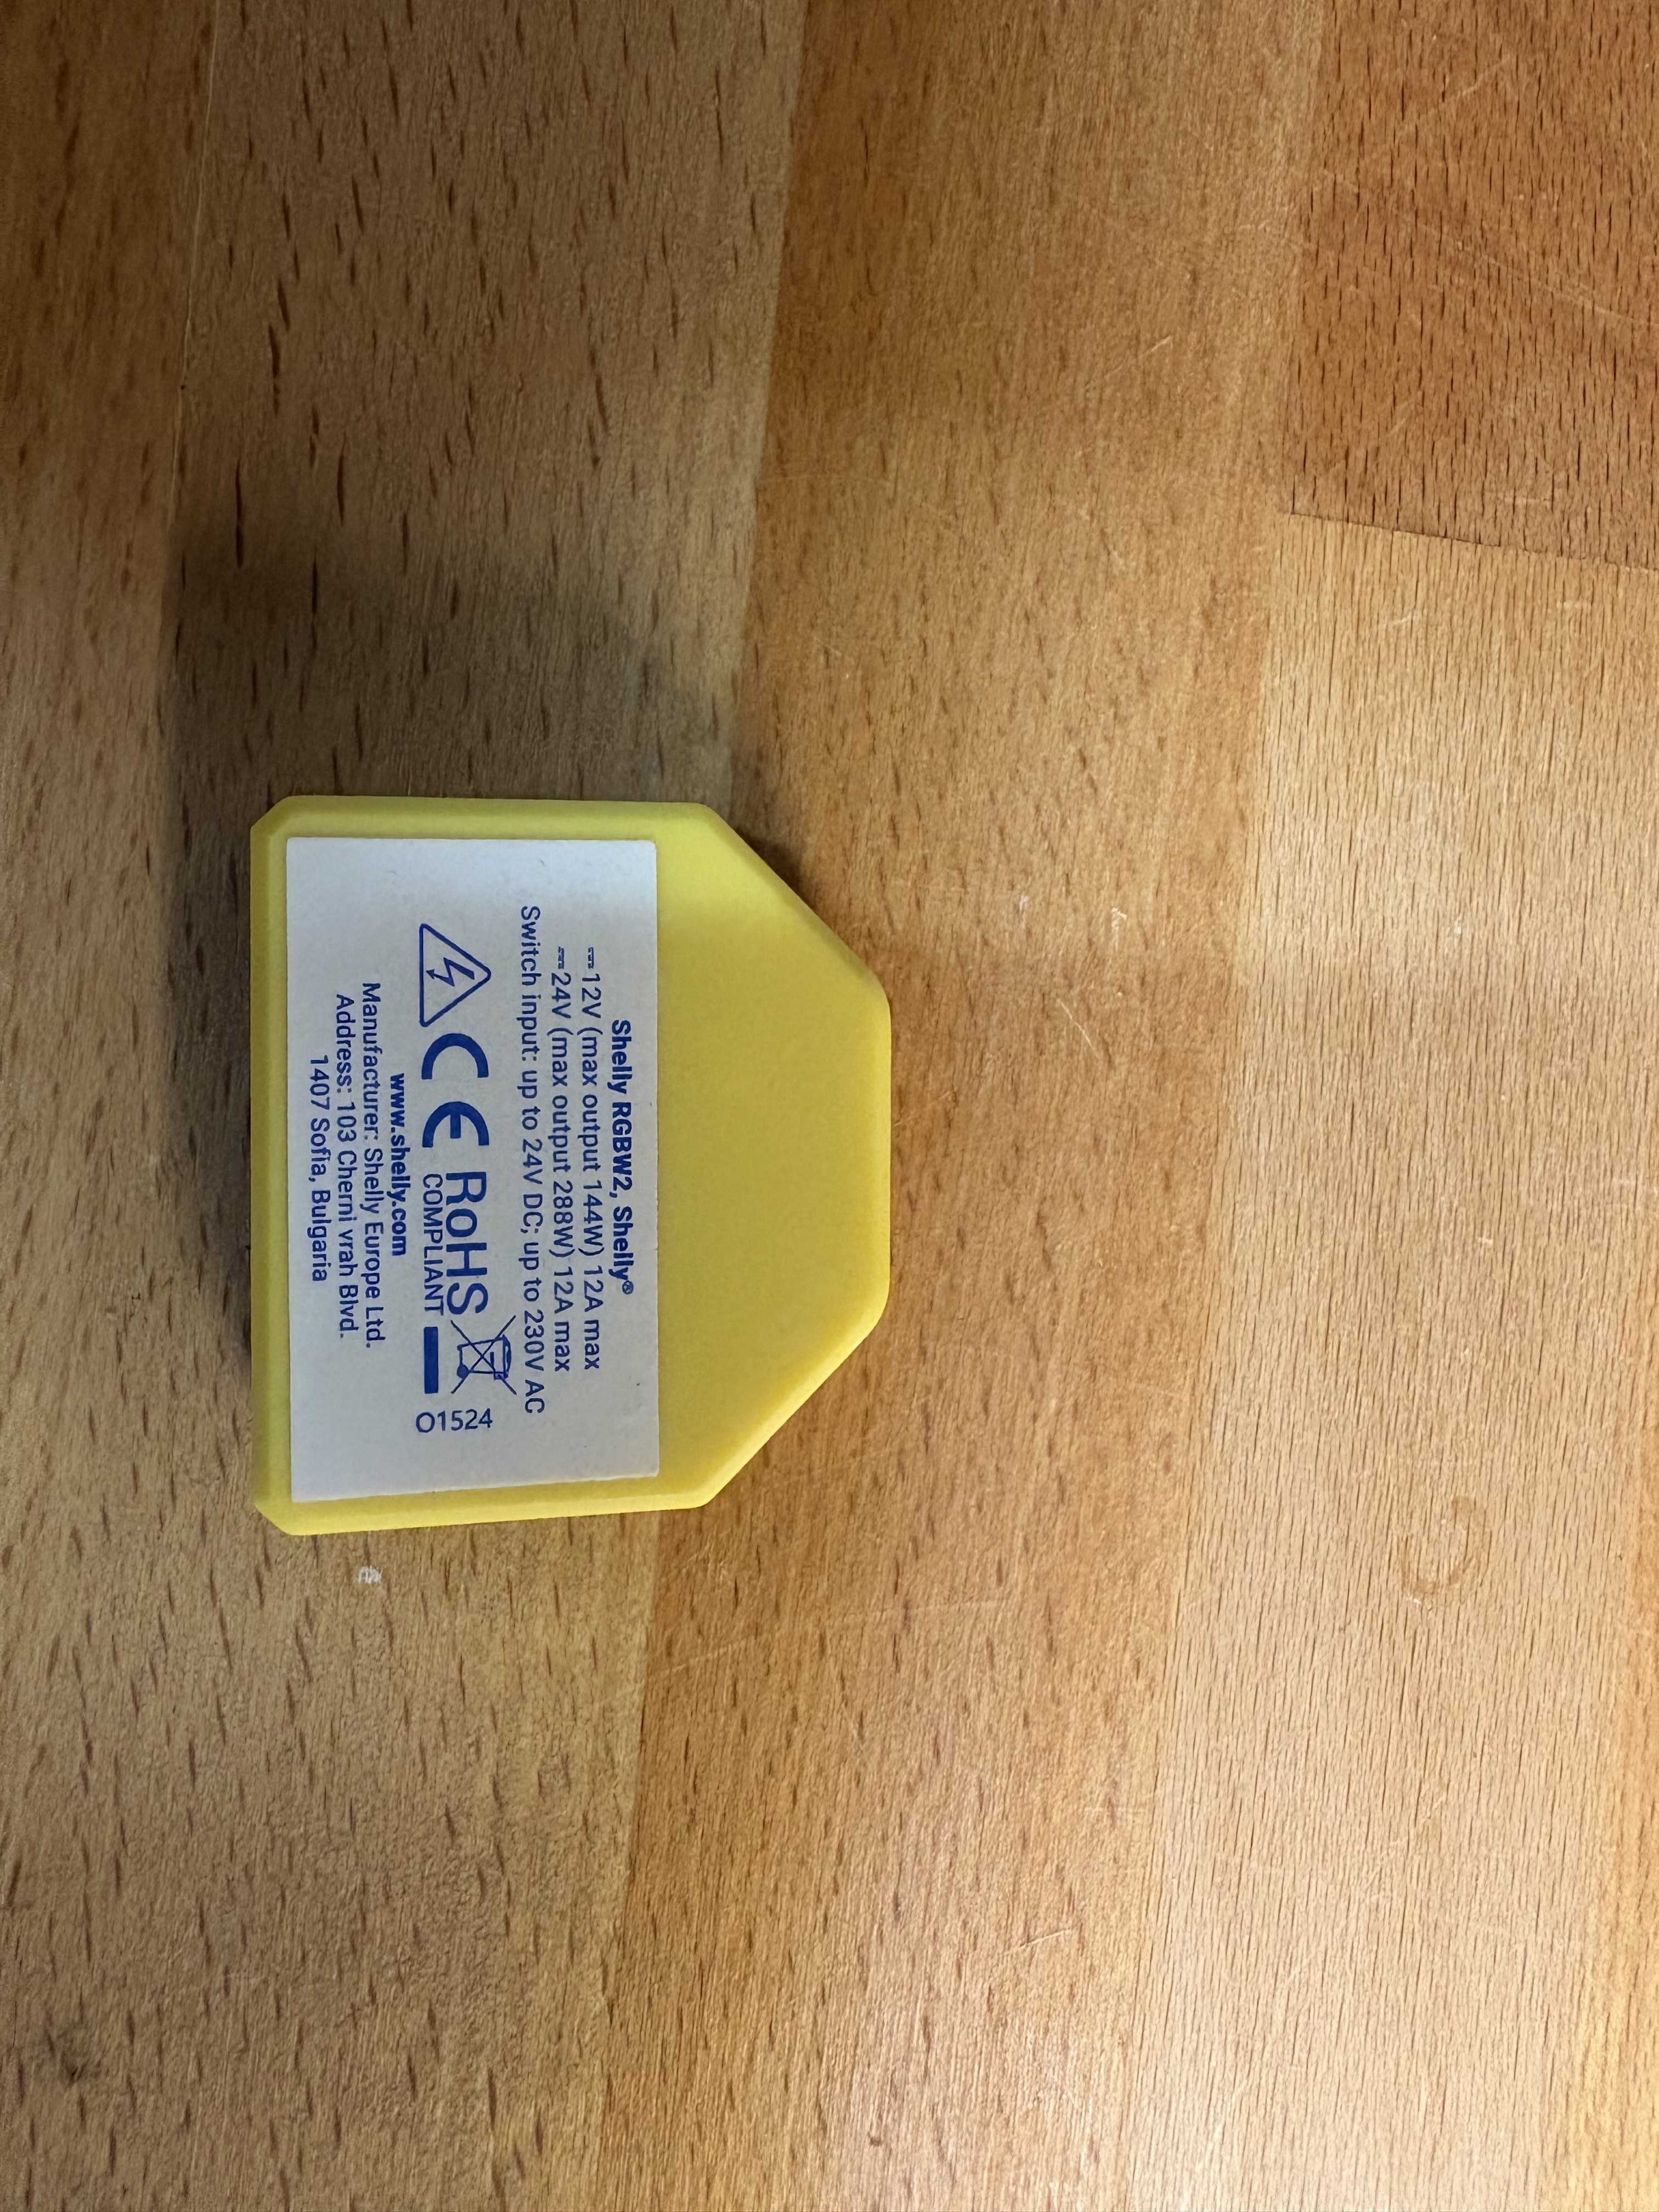 Shelly RGBW2, Shelly®
⎓12V (max output 144W) 12A max
⎓24V (max output 288W) 12A max
Switch input: up to 24V DC; up to 230V AC
CE RoHS
COMPLIANT
01524
www.shelly.com
Manufacturer: Shelly Europe Ltd.
Address: 103 Cherni vrah Blvd.
1407 Sofia, Bulgaria